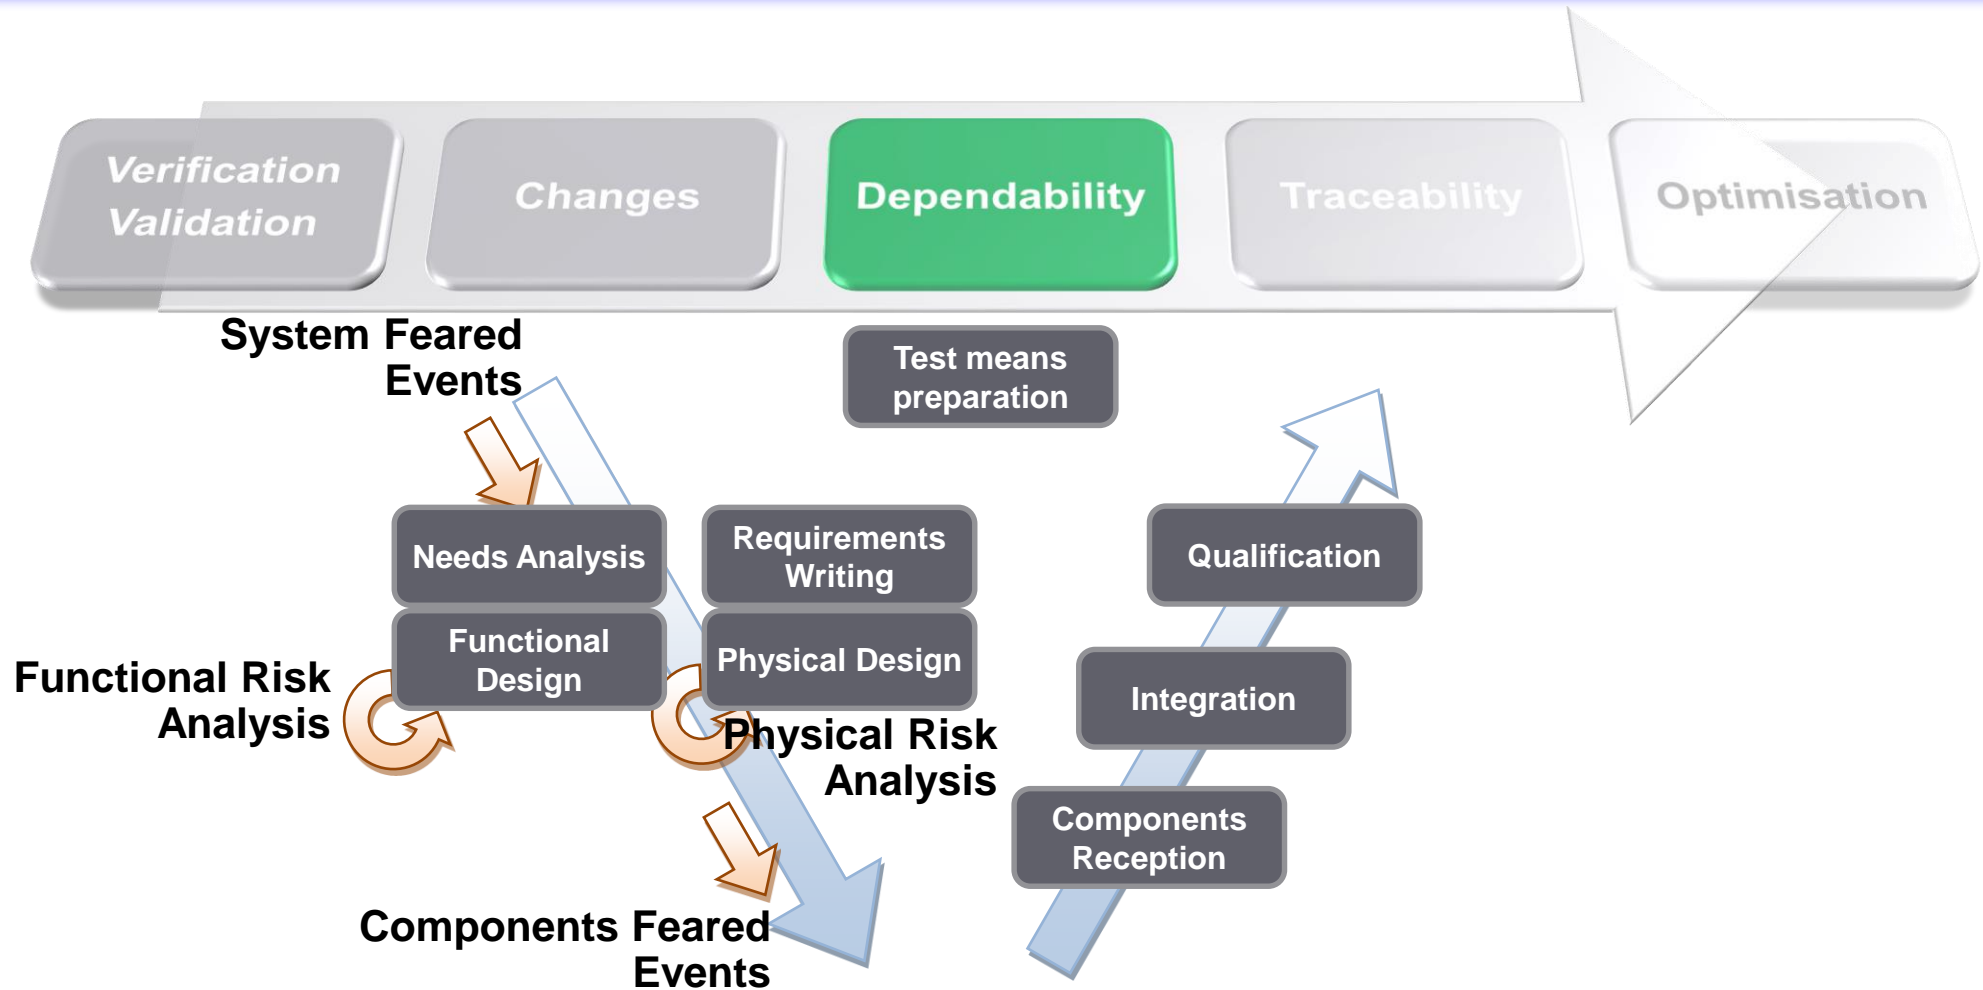 Verification
Validation
Changes
Dependability
Traceability
Optimisation
System Feared
Events
Test means
preparation
Needs Analysis
Requirements
Writing
Qualification
Functional
Design
Physical Design
Functional Risk
Analysis
Integration
Physical Risk
Analysis
Components
Reception
Components Feared
Events